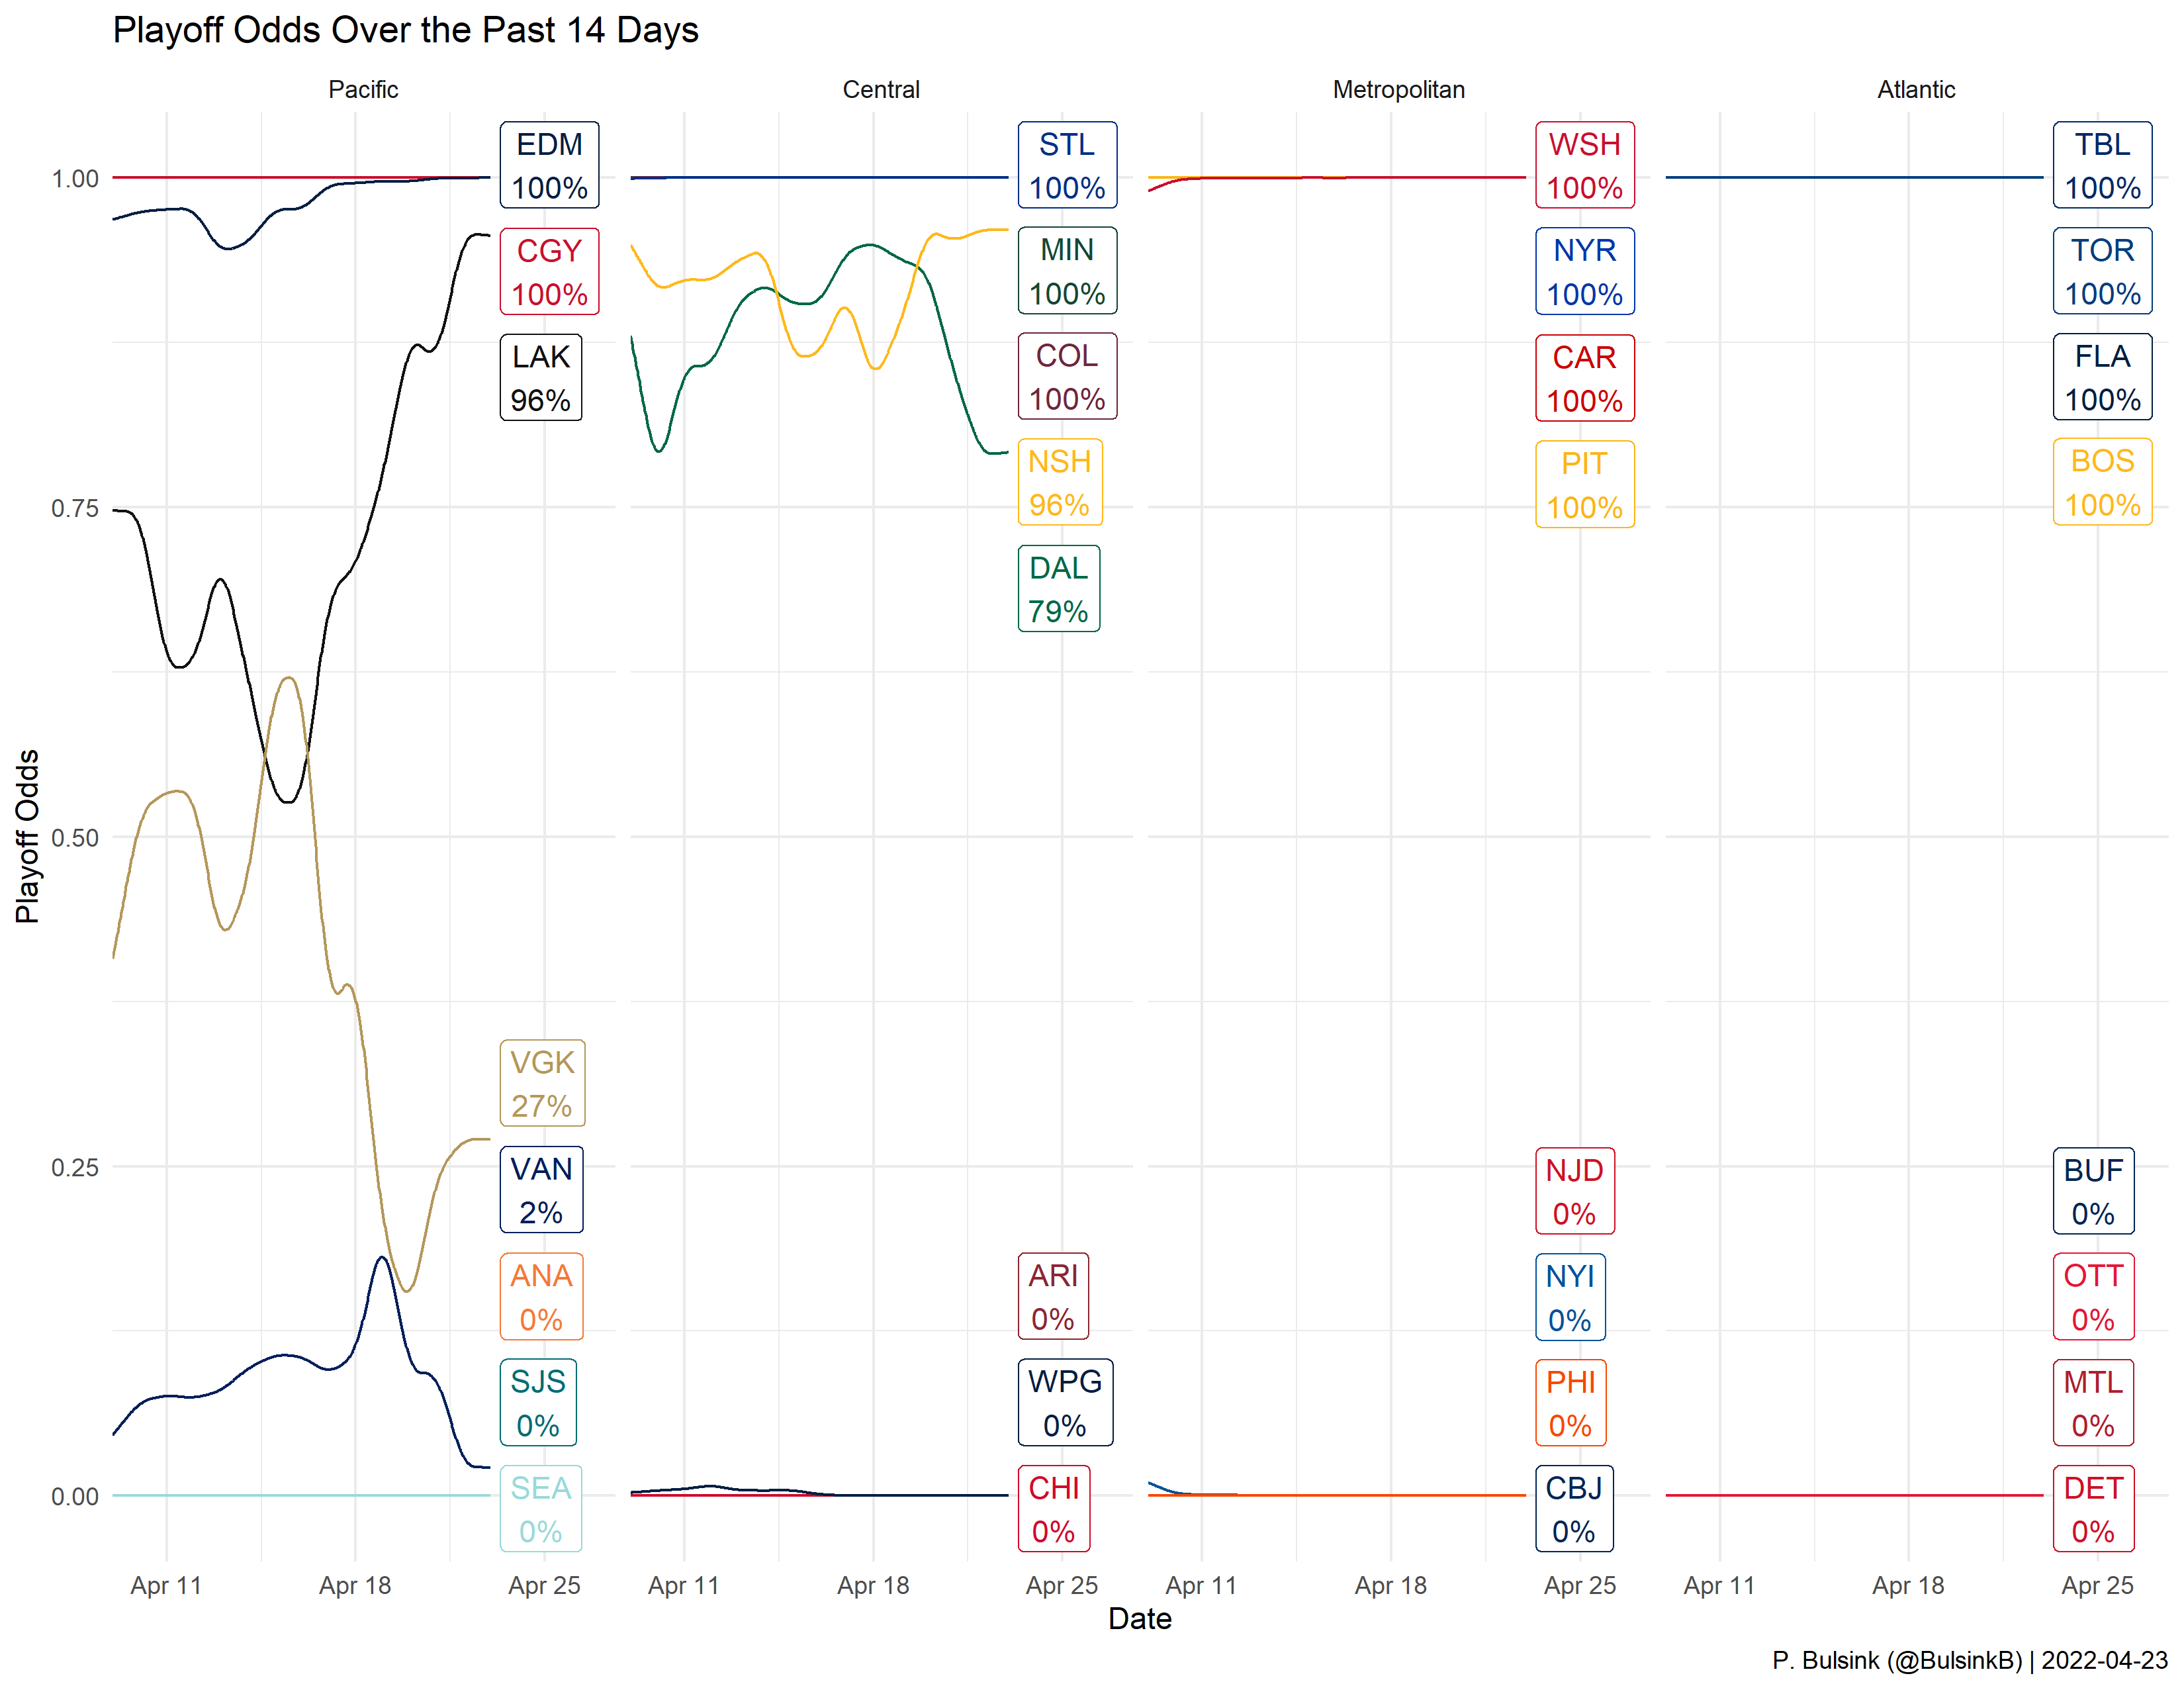 Playoff Odds Over the Past 14 Days
Pacific
Central
Metropolitan
Atlantic
Playoff Odds
1.00
0.75
0.50
0.25
0.00
EDM
100%
CGY
100%
LAK
96%
VGK
27%
VAN
2%
ANA
0%
SJS
0%
SEA
0%
STL
100%
MIN
100%
COL
100%
NSH
96%
DAL
79%
ARI
0%
WPG
0%
CHI
0%
WSH
100%
NYR
100%
CAR
100%
PIT
100%
NJD
0%
NYI
0%
PHI
0%
CBJ
0%
TBL
100%
TOR
100%
FLA
100%
BOS
100%
BUF
0%
OTT
0%
MTL
0%
DET
0%
Apr 11 Apr 18 Apr 25
Apr 11 Apr 18 Apr 25
Apr 11 Apr 18 Apr 25
Apr 11 Apr 18 Apr 25
Date
P. Bulsink (@BulsinkB) | 2022-04-23